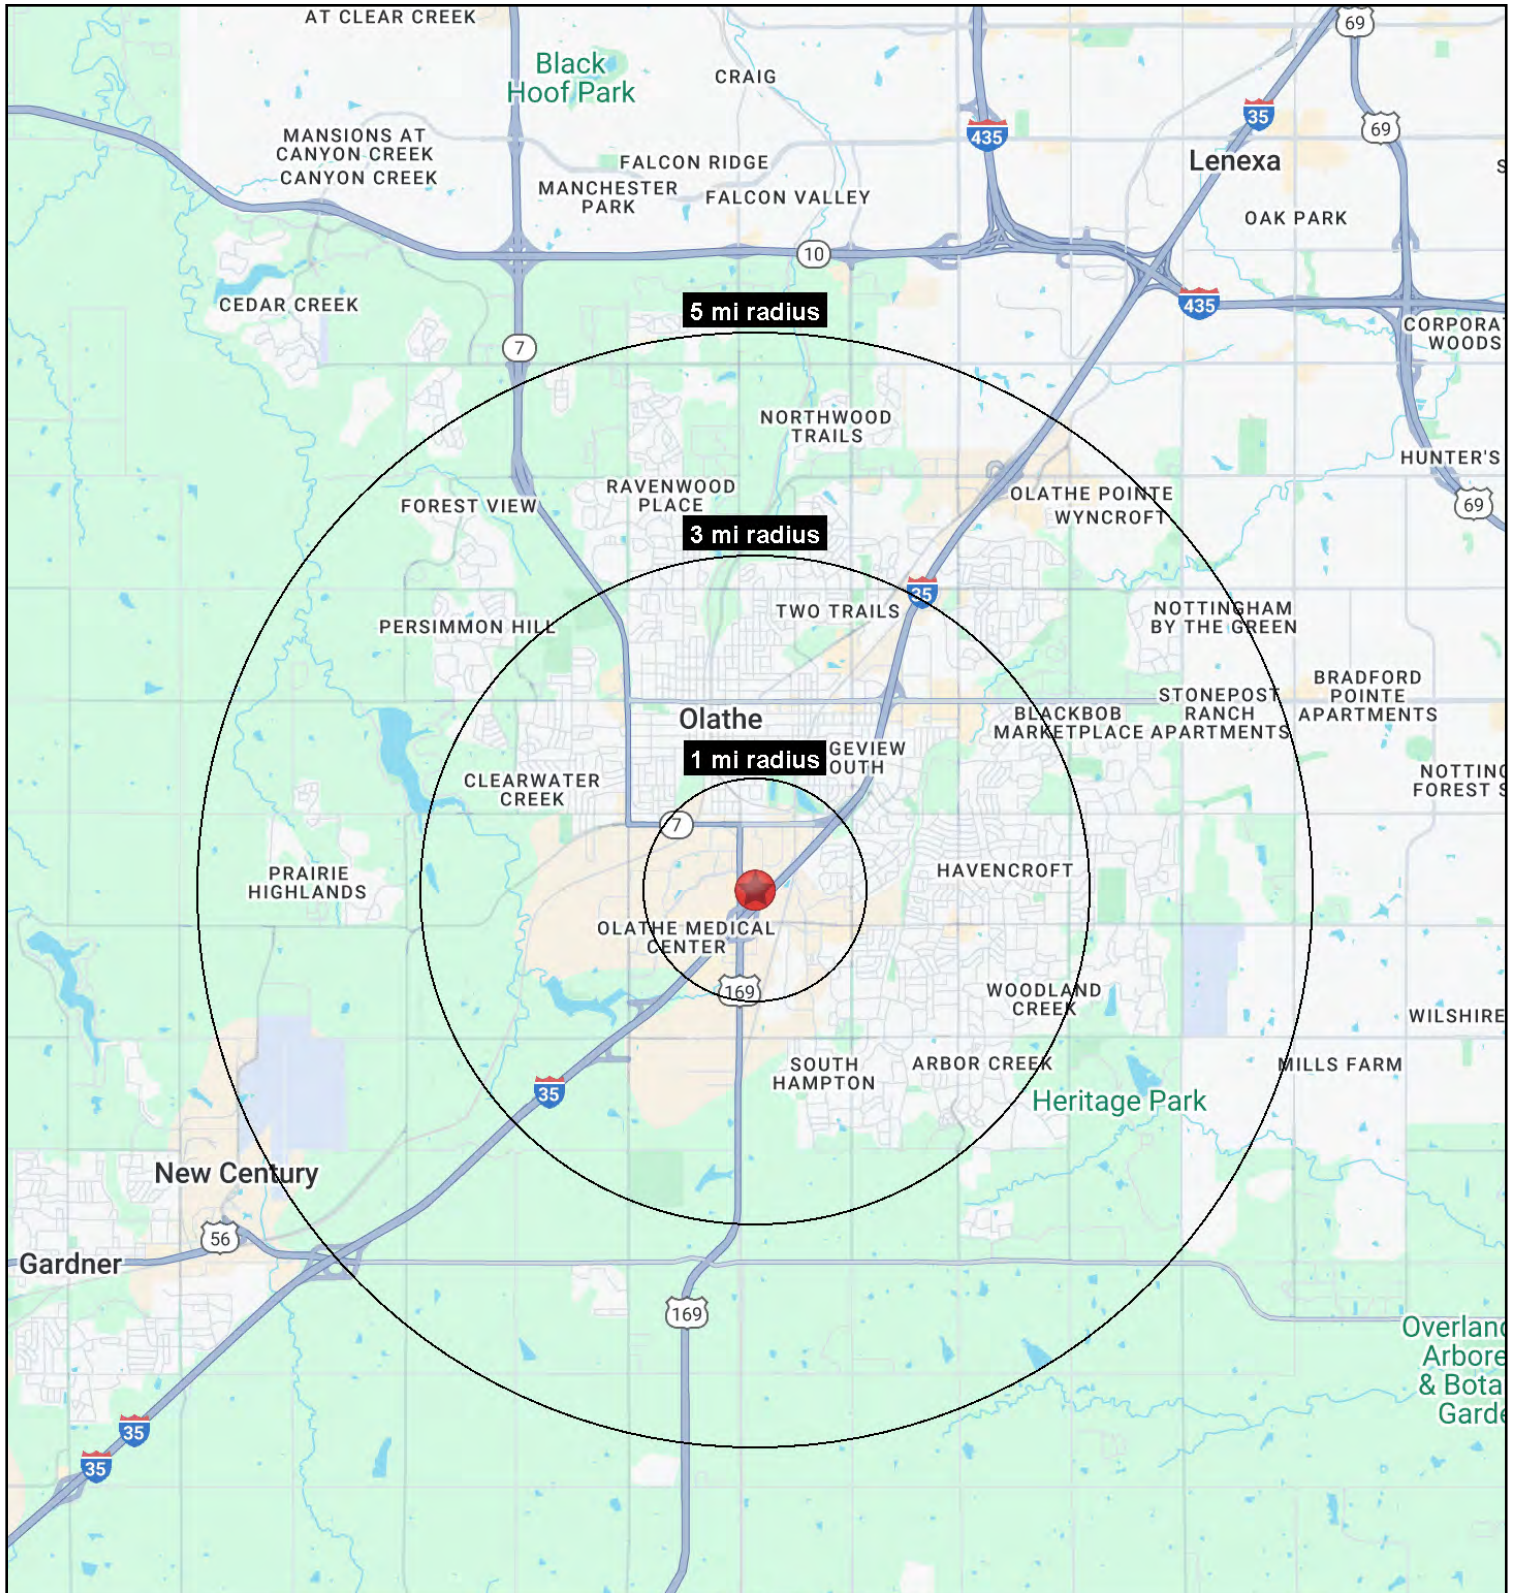 AT CLEAR CREEK
69
Black
Hoof Park
CRAIG
35
69
435
MANSIONS AT
CANYON CREEK
CANYON CREEK
FALCON RIDGE
Lenexa
MANCHESTER
PARK
FALCON VALLEY
OAK PARK
10
CEDAR CREEK
435
5 mi radius
CORPORA
WOODS
7
NORTHWOOD
TRAILS
HUNTER'S
RAVENWOOD
PLACE
OLATHE POINTE
WYNCROFT
FOREST VIEW
69
3 mi radius
35
TWO TRAILS
NOTTINGHAM
BY THE GREEN
PERSIMMON HILL
BRADFORD
POINTE
APARTMENTS
STONEPOST
RANCH
APARTMENTS
BLACKBOB
MARKETPLACE
Olathe
1 mi radius
GEVIEW
OUTH
CLEARWATER
CREEK
NOTTING
FOREST S
7
PRAIRIE
HIGHLANDS
HAVENCROFT
OLATHE MEDICAL
CENTER
169
WOODLAND
CREEK
WILSHIRE
SOUTH
HAMPTON
ARBOR CREEK
MILLS FARM
35
Heritage Park
New Century
56
Gardner
169
Overland
Arbore
& Bota
Garde
35
35